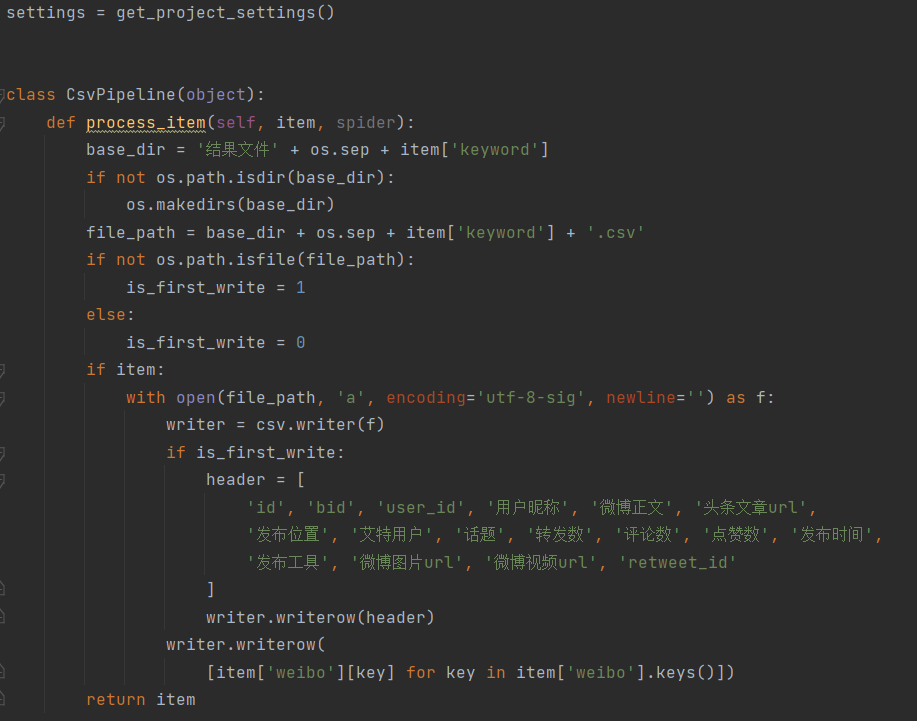 settings = get_project_settings()
class CsvPipeline(object):
def process_item(self, item, spider):
base_dir = '结果文件' + os.sep + item['keyword']
if not os.path.isdir(base_dir):
os.makedirs(base_dir)
file_path = base_dir + os.sep + item['keyword'] + '.csv'
if not os.path.isfile(file_path):
is_first_write = 1
else:
is_first_write = 0
if item:
with open(file_path, 'a', encoding='utf-8-sig', newline='') as f:
writer = csv.writer(f)
if is_first_write:
header = [
'id', 'bid', 'user_id', '用户昵称', '微博正文', '头条文章url',
'发布位置', '艾特用户', '话题', '转发数', '评论数', '点赞数', '发布时间',
'发布工具', '微博图片url', '微博视频url', 'retweet_id'
]
writer.writerow(header)
writer.writerow(
[item['weibo'][key] for key in item['weibo'].keys()])
return item